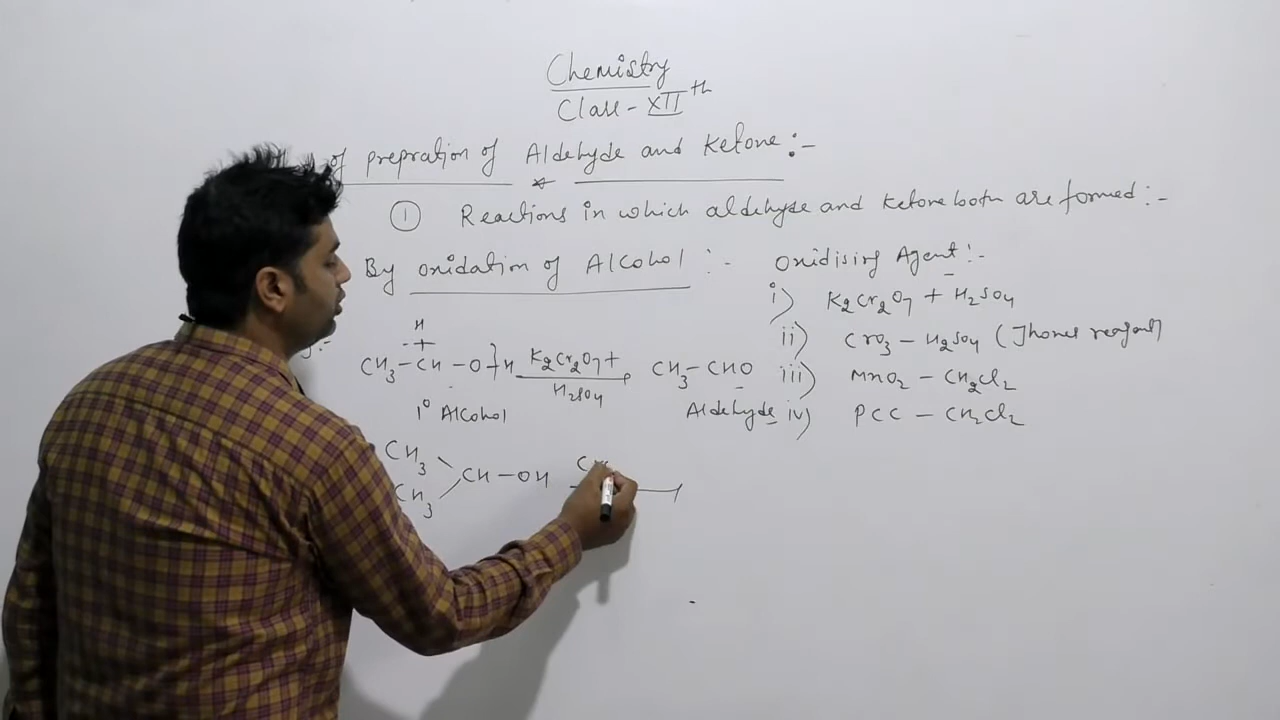 Chemistry
Class - XIIth
of prepration of Aldehyde and Ketone :-
① Reactions in which aldehyde and Ketone both are formed :-
By oxidation of Alcohol :- Oxidising Agent :-
i) K2Cr2O7 + H2SO4
ii) CrO3 - H2SO4 (Jhones reagent)
H
CH3-CH-O-H K2Cr2O7 + CH3-CHO iii) MnO2 - CH2Cl2
H2SO4
1° Alcohol Aldehyde iv) PCC - CH2Cl2
CH3
CH-OH
CH3